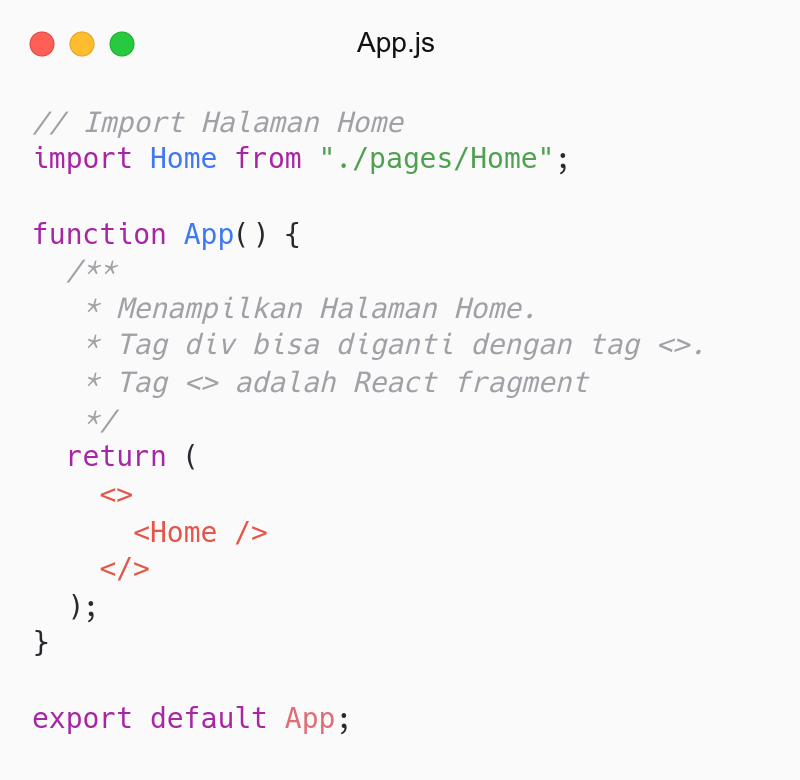 App.js
// Import Halaman Home
import Home from "./pages/Home";
function App() {
  /**
   * Menampilkan Halaman Home.
   * Tag div bisa diganti dengan tag <>.
   * Tag <> adalah React fragment
   */
  return (
    <>
      <Home />
    </>
  );
}
export default App;